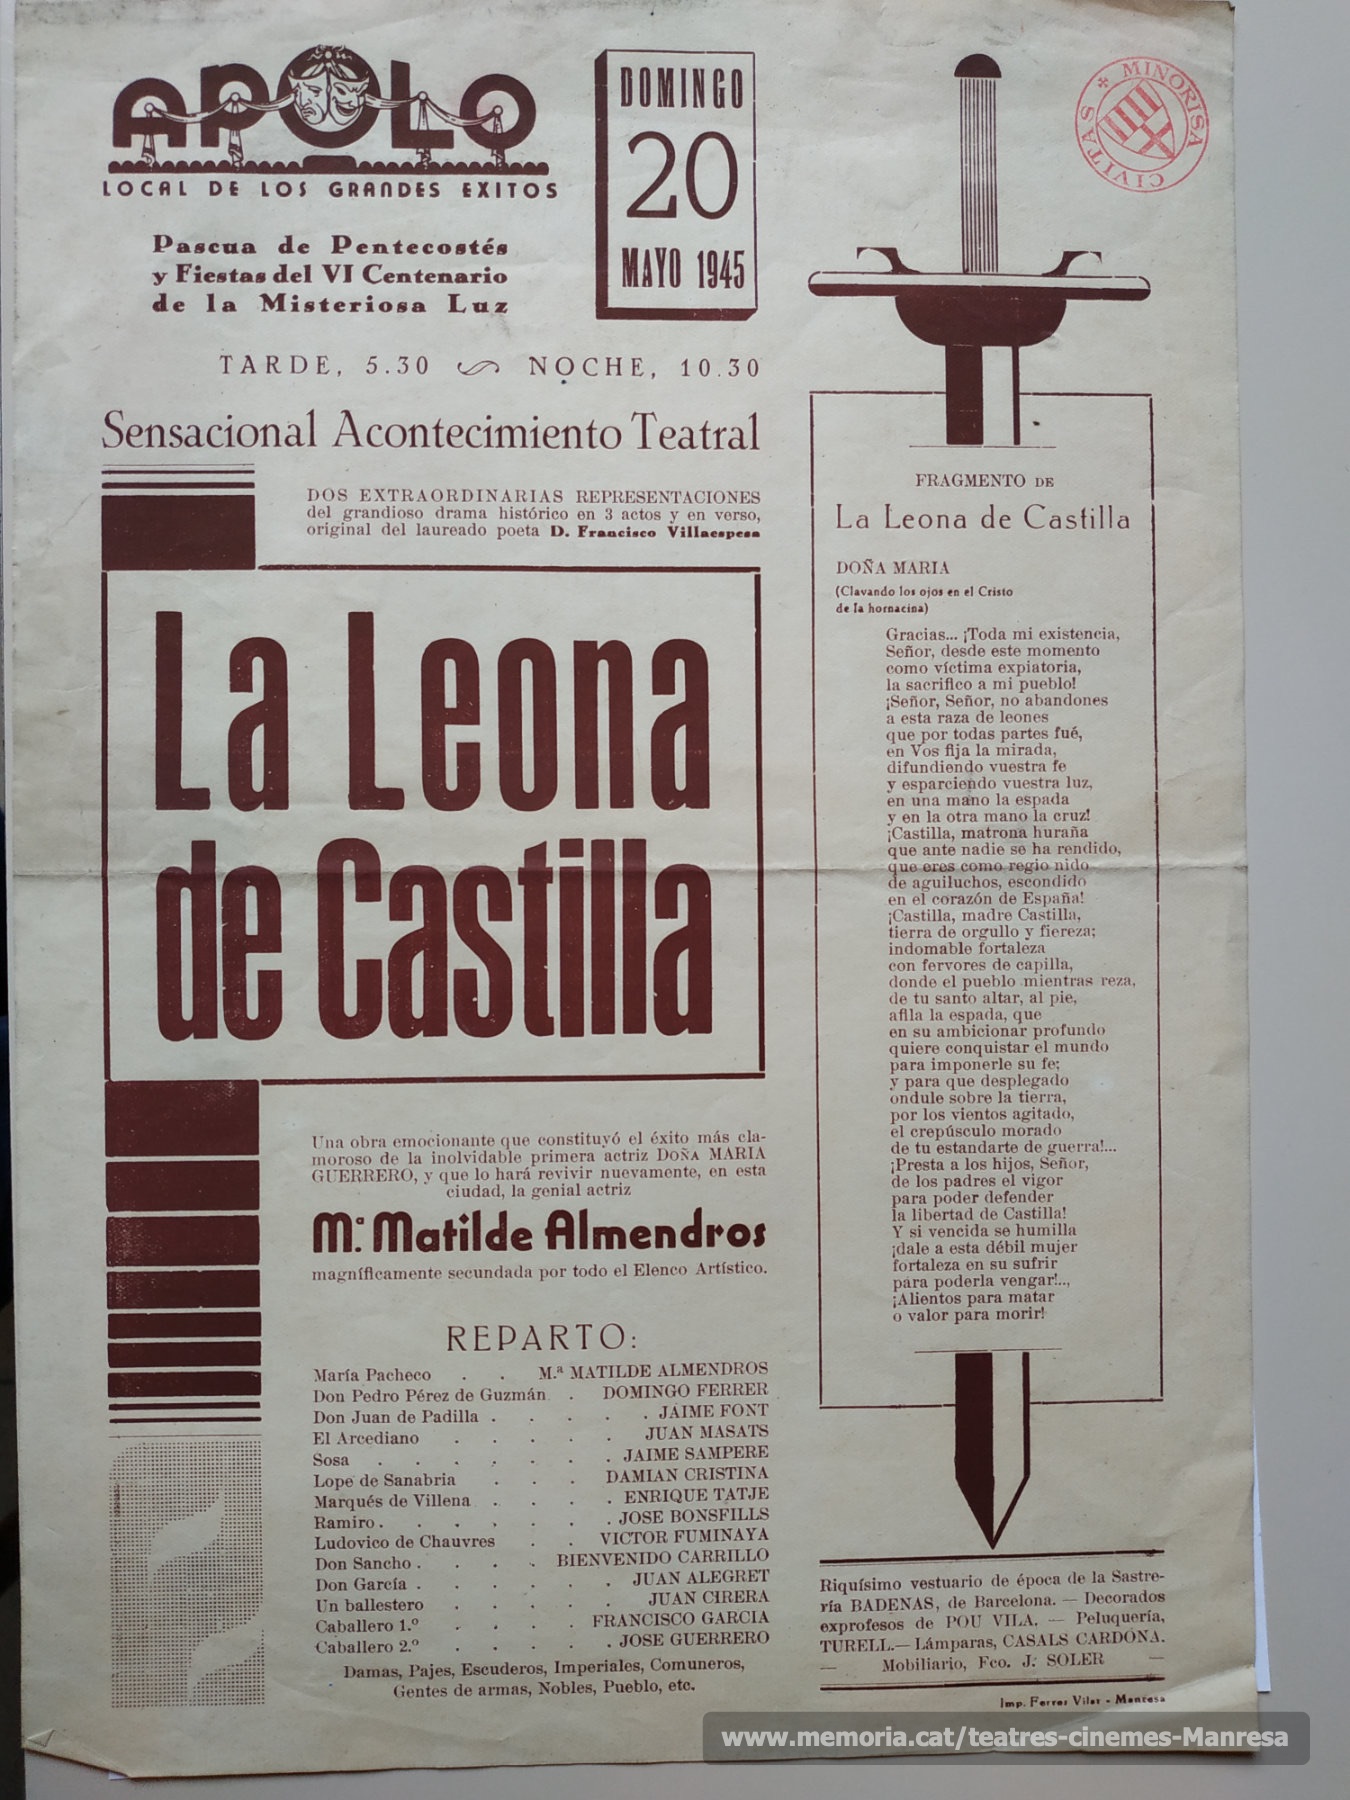 APOLO
LOCAL DE LOS GRANDES EXITOS
Pascua de Pentecostés
y Fiestas del VI Centenario
de la Misteriosa Luz
DOMINGO
20
MAYO 1945
CIVITAS MINORISA
TARDE, 5.30 NOCHE, 10.30
Sensacional Acontecimiento Teatral
DOS EXTRAORDINARIAS REPRESENTACIONES
del grandioso drama histórico en 3 actos y en verso,
original del laureado poeta D. Francisco Villaespesa
La Leona
de Castilla
Una obra emocionante que constituyó el éxito más cla-
moroso de la inolvidable primera actriz DOÑA MARIA
GUERRERO, y que lo hará revivir nuevamente, en esta
ciudad, la genial actriz
M.ª Matilde Almendros
magníficamente secundada por todo el Elenco Artístico.
REPARTO:
María Pacheco . . M.ª MATILDE ALMENDROS
Don Pedro Pérez de Guzmán . DOMINGO FERRER
Don Juan de Padilla . . . . . JAIME FONT
El Arcediano . . . . . JUAN MASATS
Sosa . . . . . . . JAIME SAMPERE
Lope de Sanabria . . . DAMIAN CRISTINA
Marqués de Villena . . . . ENRIQUE TATJE
Ramiro . . . . . . . JOSE BONSFILLS
Ludovico de Chauvres . . VICTOR FUMINAYA
Don Sancho . . . . BIENVENIDO CARRILLO
Don García . . . . . . JUAN ALEGRET
Un ballestero . . . . . JUAN CIRERA
Caballero 1.º . . . . FRANCISCO GARCIA
Caballero 2.º . . . . . JOSE GUERRERO
Damas, Pajes, Escuderos, Imperiales, Comuneros,
Gentes de armas, Nobles, Pueblo, etc.
FRAGMENTO DE
La Leona de Castilla
DOÑA MARIA
(Clavando los ojos en el Cristo
de la hornacina)
Gracias... ¡Toda mi existencia,
Señor, desde este momento
como víctima expiatoria,
la sacrifico a mi pueblo!
¡Señor, Señor, no abandones
a esta raza de leones
que por todas partes fué,
en Vos fija la mirada,
difundiendo vuestra fe
y esparciendo vuestra luz,
en una mano la espada
y en la otra mano la cruz!
¡Castilla, matrona huraña
que ante nadie se ha rendido,
que eres como regio nido
de aguiluchos, escondido
en el corazón de España!
¡Castilla, madre Castilla,
tierra de orgullo y fiereza;
indomable fortaleza
con fervores de capilla,
donde el pueblo mientras reza,
de tu santo altar, al pie,
afila la espada, que
en su ambicionar profundo
quiere conquistar el mundo
para imponerle su fe;
y para que desplegado
ondule sobre la tierra,
por los vientos agitado,
el crepúsculo morado
de tu estandarte de guerra!...
¡Presta a los hijos, Señor,
de los padres el vigor
para poder defender
la libertad de Castilla!
Y si vencida se humilla
¡dale a esta débil mujer
fortaleza en su sufrir
para poderla vengar!..,
¡Alientos para matar
o valor para morir!
Riquísimo vestuario de época de la Sastre-
ría BADENAS, de Barcelona. — Decorados
exprofesos de POU VILA. — Peluquería,
TURELL.— Lámparas, CASALS CARDONA.
— Mobiliario, Fco. J. SOLER —
Imp. Ferrer Vilar - Manresa
www.memoria.cat/teatres-cinemes-Manresa